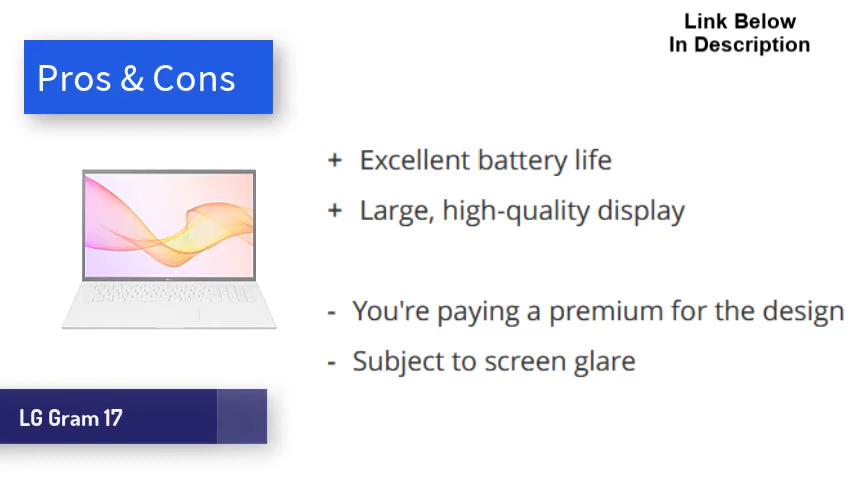 Link Below
In Description
Pros & Cons
+ Excellent battery life
+ Large, high-quality display
- You're paying a premium for the design
- Subject to screen glare
LG Gram 17